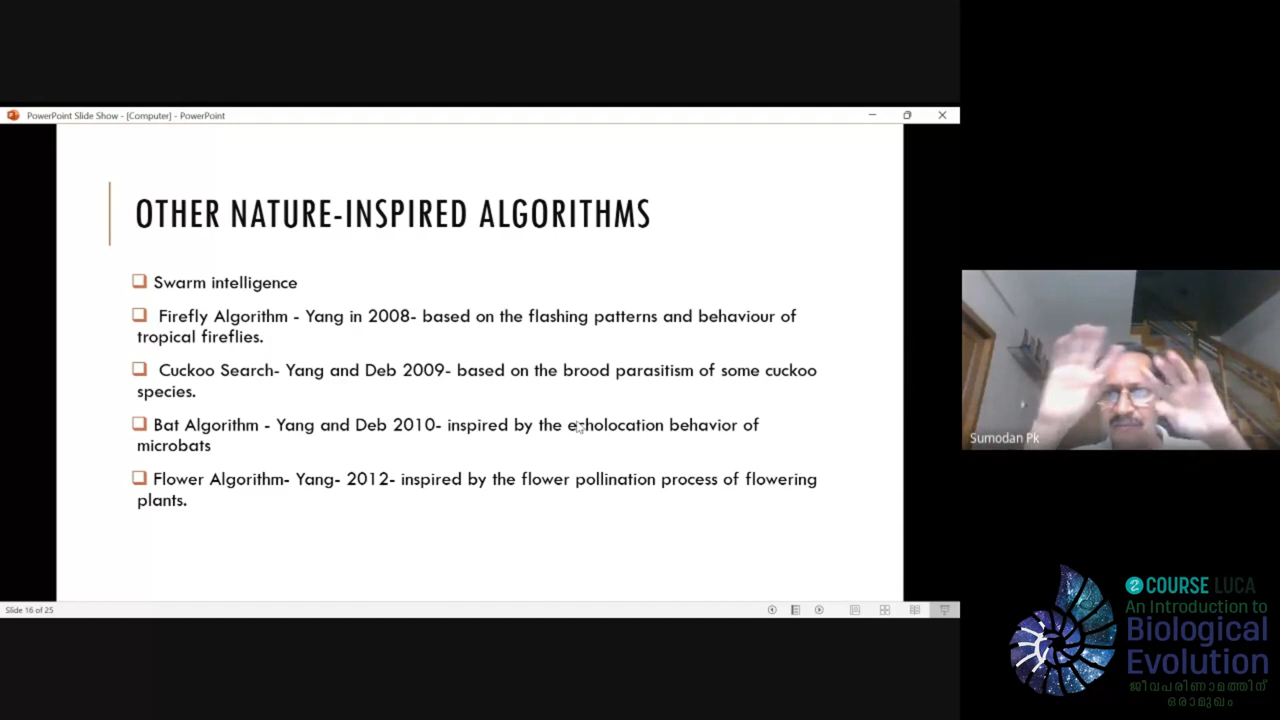 PowerPoint Slide Show - [Computer] - PowerPoint
OTHER NATURE-INSPIRED ALGORITHMS
Swarm intelligence
Firefly Algorithm - Yang in 2008- based on the flashing patterns and behaviour of
tropical fireflies.
Cuckoo Search- Yang and Deb 2009- based on the brood parasitism of some cuckoo
species.
Bat Algorithm - Yang and Deb 2010- inspired by the echolocation behavior of
microbats
Flower Algorithm- Yang- 2012- inspired by the flower pollination process of flowering
plants.
Slide 16 of 25
Sumodan Pk
COURSE LUCA
An Introduction to
Biological
Evolution
ജീവപരിണാമത്തിന്
ഒരാമുഖം